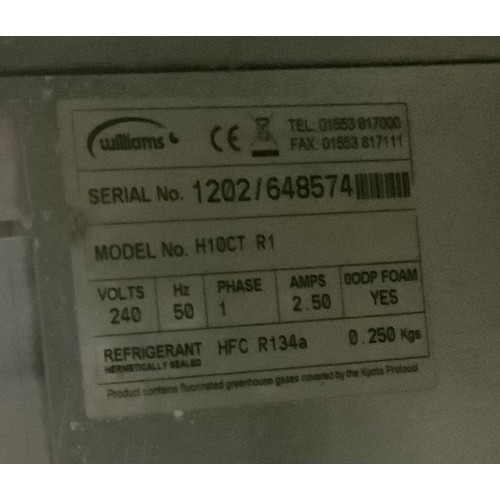 williams CE TEL: 01553 817000
FAX: 01553 817111
SERIAL No. 1202/648574
MODEL No. H10CT R1
VOLTS Hz PHASE AMPS 0ODP FOAM
240 50 1 2.50 YES
REFRIGERANT HFC R134a 0.250 Kgs
HERMETICALLY SEALED
Product contains fluorinated greenhouse gases covered by the Kyoto Protocol